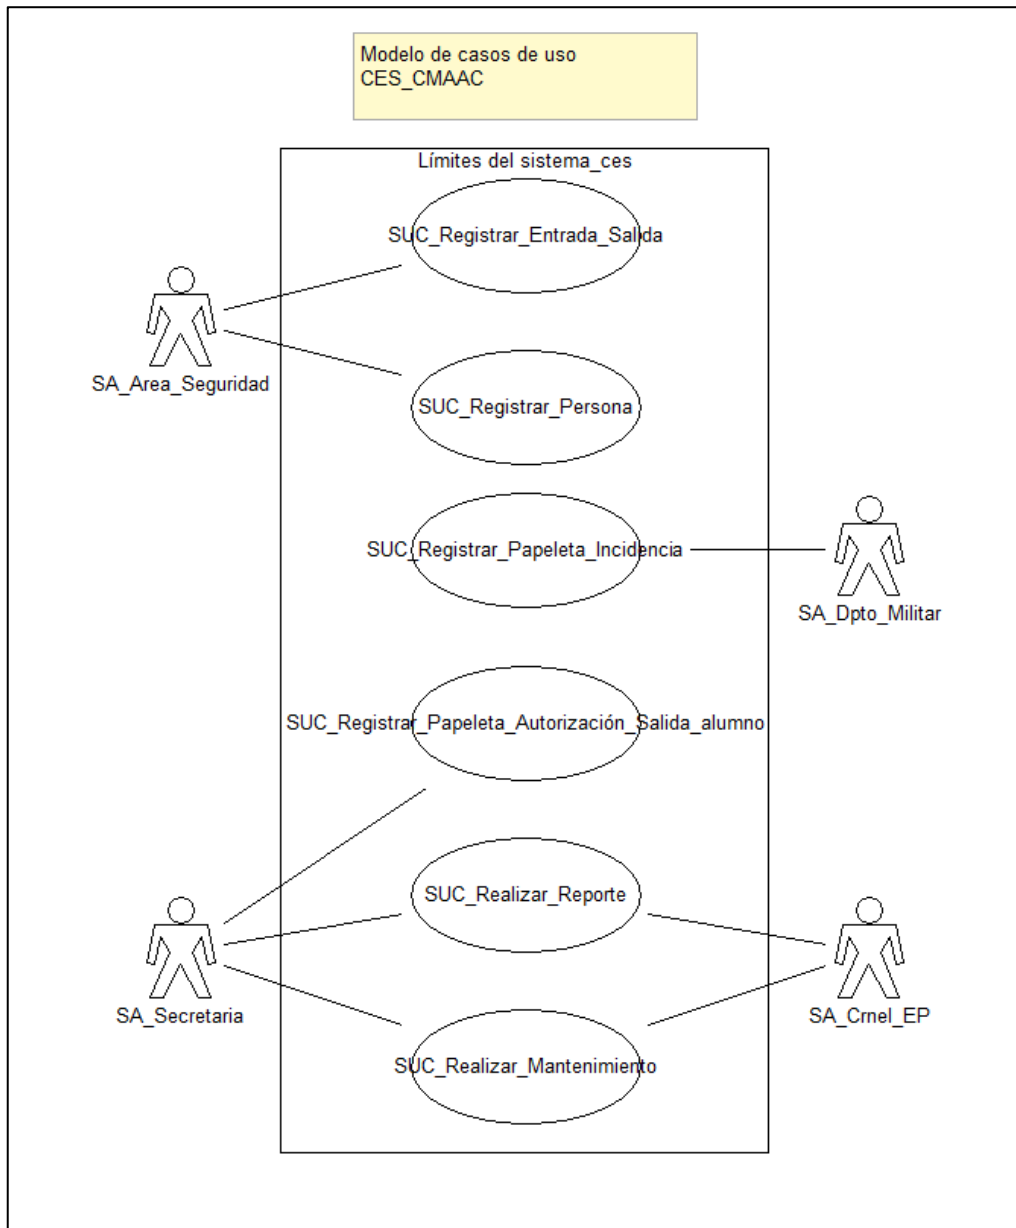 Modelo de casos de uso
CES_CMAAC
Límites del sistema_ces
SUC_Registrar_Entrada_Salida
SA_Area_Seguridad
SUC_Registrar_Persona
SUC_Registrar_Papeleta_Incidencia
SA_Dpto_Militar
SUC_Registrar_Papeleta_Autorización_Salida_alumno
SUC_Realizar_Reporte
SA_Secretaria
SA_Crnel_EP
SUC_Realizar_Mantenimiento